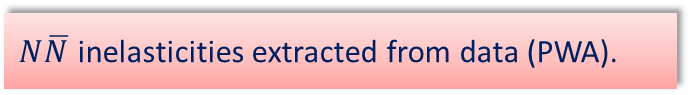 𝑁N̅ inelasticities extracted from data (PWA).